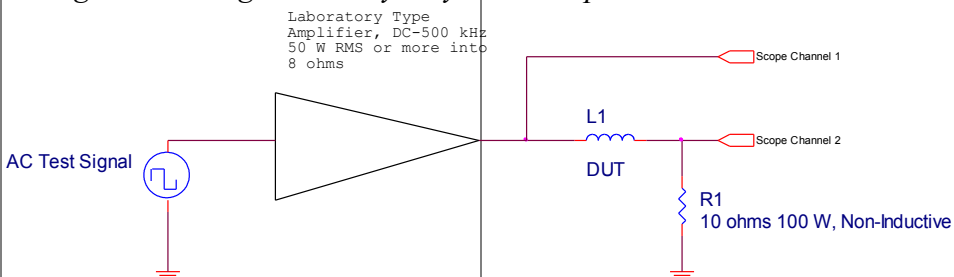 Laboratory Type
Amplifier, DC-500 kHz
50 W RMS or more into
8 ohms
Scope Channel 1
L1
Scope Channel 2
AC Test Signal
DUT
R1
10 ohms 100 W, Non-Inductive